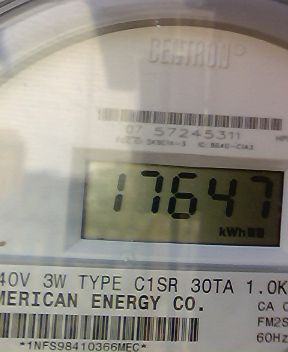 CENTRON®
07 57245311
17647
kWh
40V 3W TYPE C1SR 30TA 1.0K
MERICAN ENERGY CO.
CA
FM2S
60Hz
*1NFS98410366MEC*